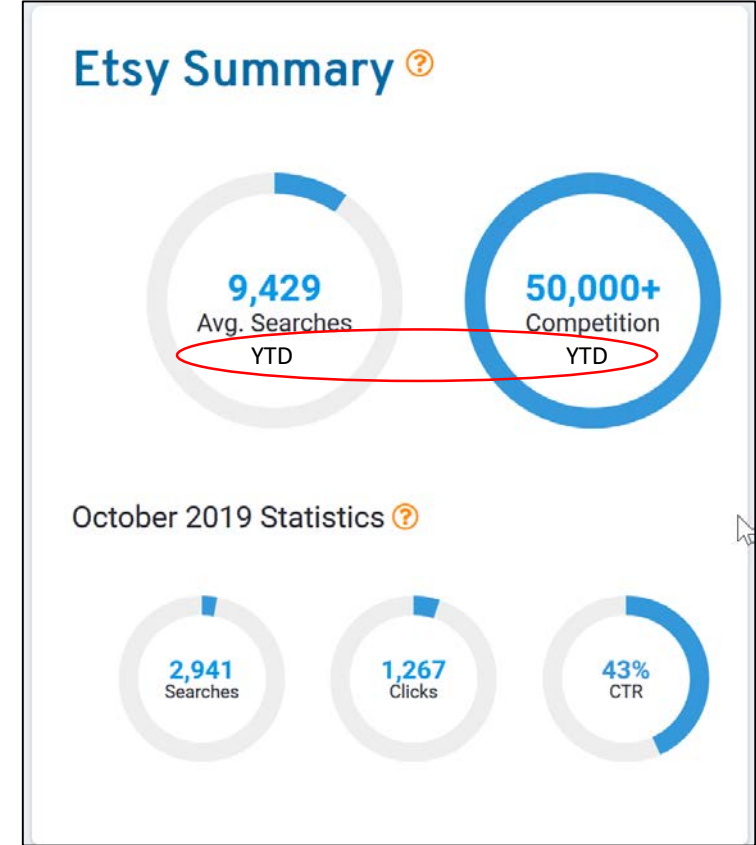 Etsy Summary ?
9,429 50,000+
Avg. Searches Competition
YTD YTD
October 2019 Statistics ?
2,941 1,267 43%
Searches Clicks CTR